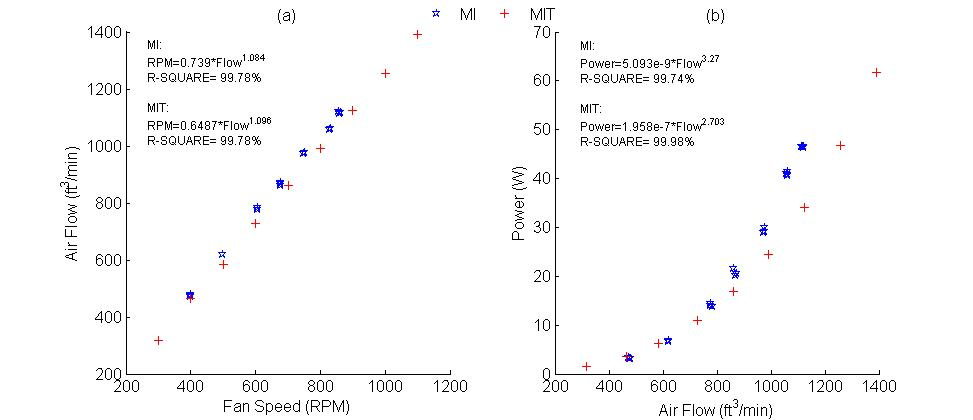 (a)
MI
MIT
(b)
1400
1200
1000
800
600
400
200
Air Flow (ft³/min)
MI:
RPM=0.739*Flow^1.084
R-SQUARE= 99.78%
MIT:
RPM=0.6487*Flow^1.096
R-SQUARE= 99.78%
200
400
600
800
1000
1200
Fan Speed (RPM)
70
60
50
40
30
20
10
0
Power (W)
MI:
Power=5.093e-9*Flow^3.27
R-SQUARE= 99.74%
MIT:
Power=1.958e-7*Flow^2.703
R-SQUARE= 99.98%
200
400
600
800
1000
1200
1400
Air Flow (ft³/min)